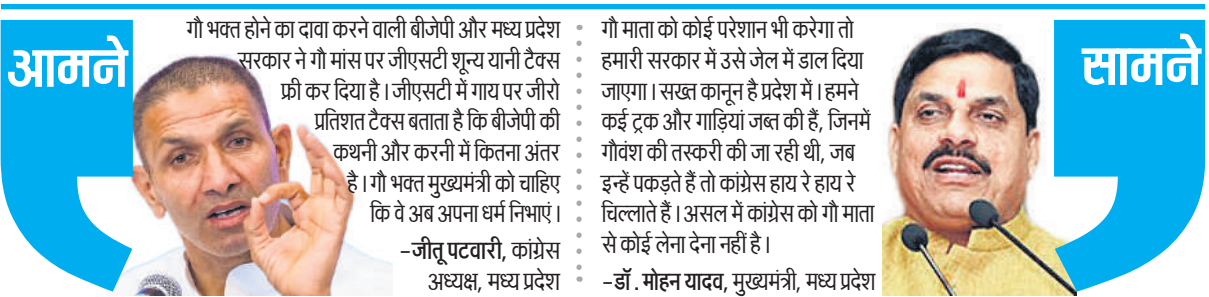 आमने
गौ भक्त होने का दावा करने वाली बीजेपी और मध्य प्रदेश
सरकार ने गौ मांस पर जीएसटी शून्य यानी टैक्स
फ्री कर दिया है। जीएसटी में गाय पर जीरो
प्रतिशत टैक्स बताता है कि बीजेपी की
कथनी और करनी में कितना अंतर
है। गौ भक्त मुख्यमंत्री को चाहिए
कि वे अब अपना धर्म निभाएं।
–जीतू पटवारी, कांग्रेस
अध्यक्ष, मध्य प्रदेश
गौ माता को कोई परेशान भी करेगा तो
हमारी सरकार में उसे जेल में डाल दिया
जाएगा। सख्त कानून है प्रदेश में। हमने
कई ट्रक और गाड़ियां जब्त की हैं, जिनमें
गौवंश की तस्करी की जा रही थी, जब
इन्हें पकड़ते हैं तो कांग्रेस हाय रे हाय रे
चिल्लाते हैं। असल में कांग्रेस को गौ माता
से कोई लेना देना नहीं है।
–डॉ. मोहन यादव, मुख्यमंत्री, मध्य प्रदेश
सामने